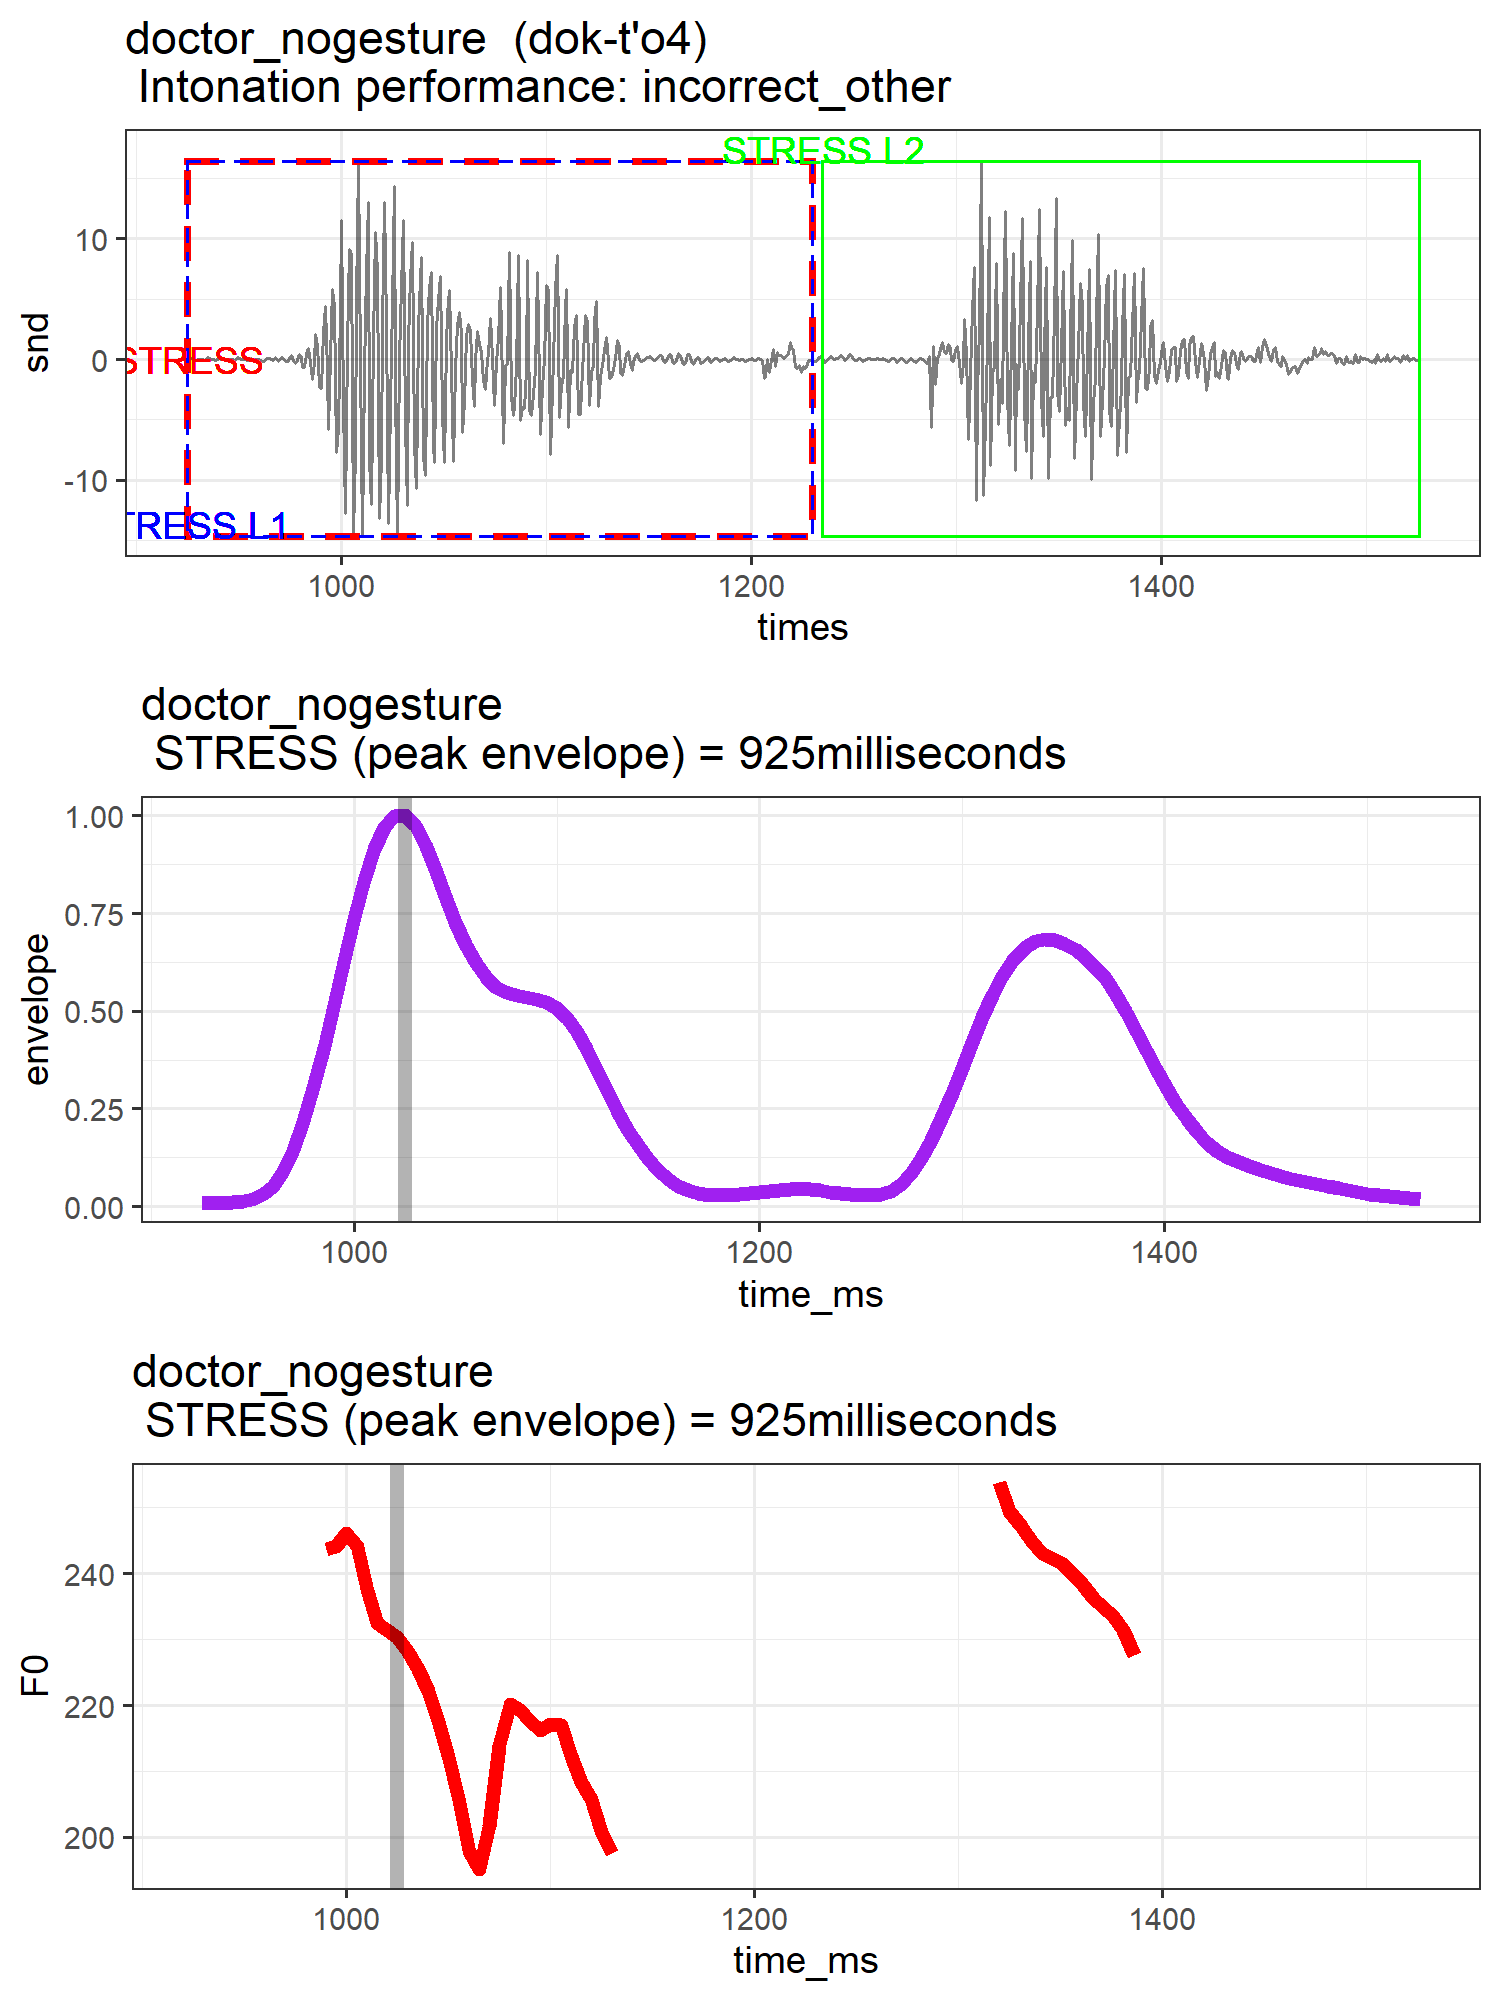 doctor_nogesture (dok-t'o4)
Intonation performance: incorrect_other
STRESS L2
10
STRESS
0
-10
TRESS L1
snd
1000 1200 1400
times
doctor_nogesture
STRESS (peak envelope) = 925milliseconds
1.00
0.75
0.50
0.25
0.00
envelope
1000 1200 1400
time_ms
doctor_nogesture
STRESS (peak envelope) = 925milliseconds
240
220
200
F0
1000 1200 1400
time_ms